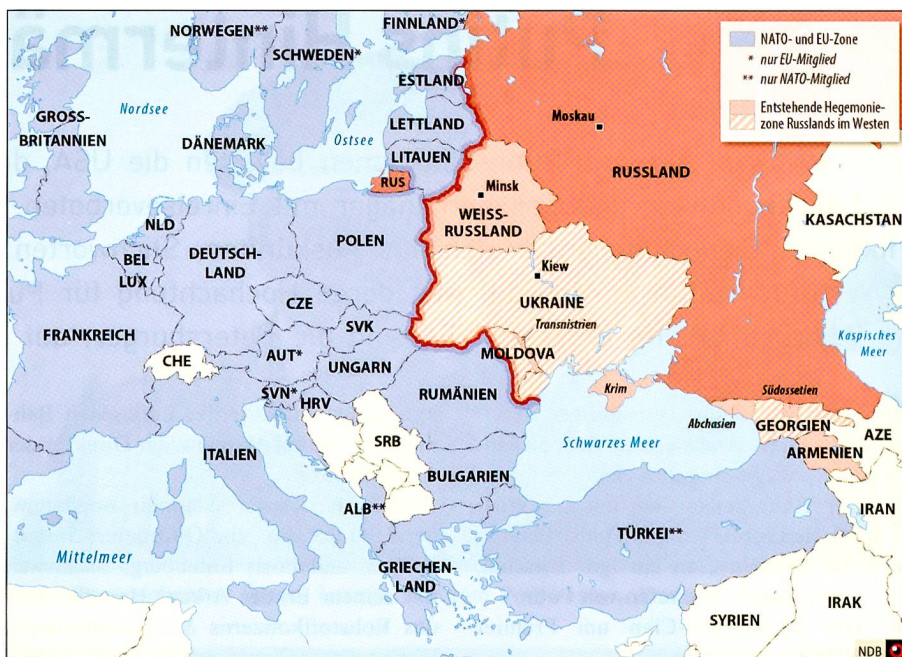 NORWEGEN**
FINNLAND*
SCHWEDEN*
ESTLAND
Nordsee
GROSS-
BRITANNIEN
LETTLAND
DÄNEMARK
Ostsee
LITAUEN
RUS
Moskau
RUSSLAND
Minsk
WEISS-
RUSSLAND
KASACHSTAN
NLD
BEL
LUX
DEUTSCH-
LAND
POLEN
Kiew
UKRAINE
CZE
SVK
Transnistrien
FRANKREICH
CHE
AUT*
UNGARN
MOLDOVA
Kaspisches
Meer
SVN*
HRV
RUMÄNIEN
Krim
Südossetien
ITALIEN
SRB
Schwarzes Meer
Abchasien
GEORGIEN
AZE
ARMENIEN
BULGARIEN
ALB**
IRAN
TÜRKEI**
Mittelmeer
GRIECHEN-
LAND
SYRIEN
IRAK
NATO- und EU-Zone
* nur EU-Mitglied
** nur NATO-Mitglied
Entstehende Hegemonie-
zone Russlands im Westen
NDB